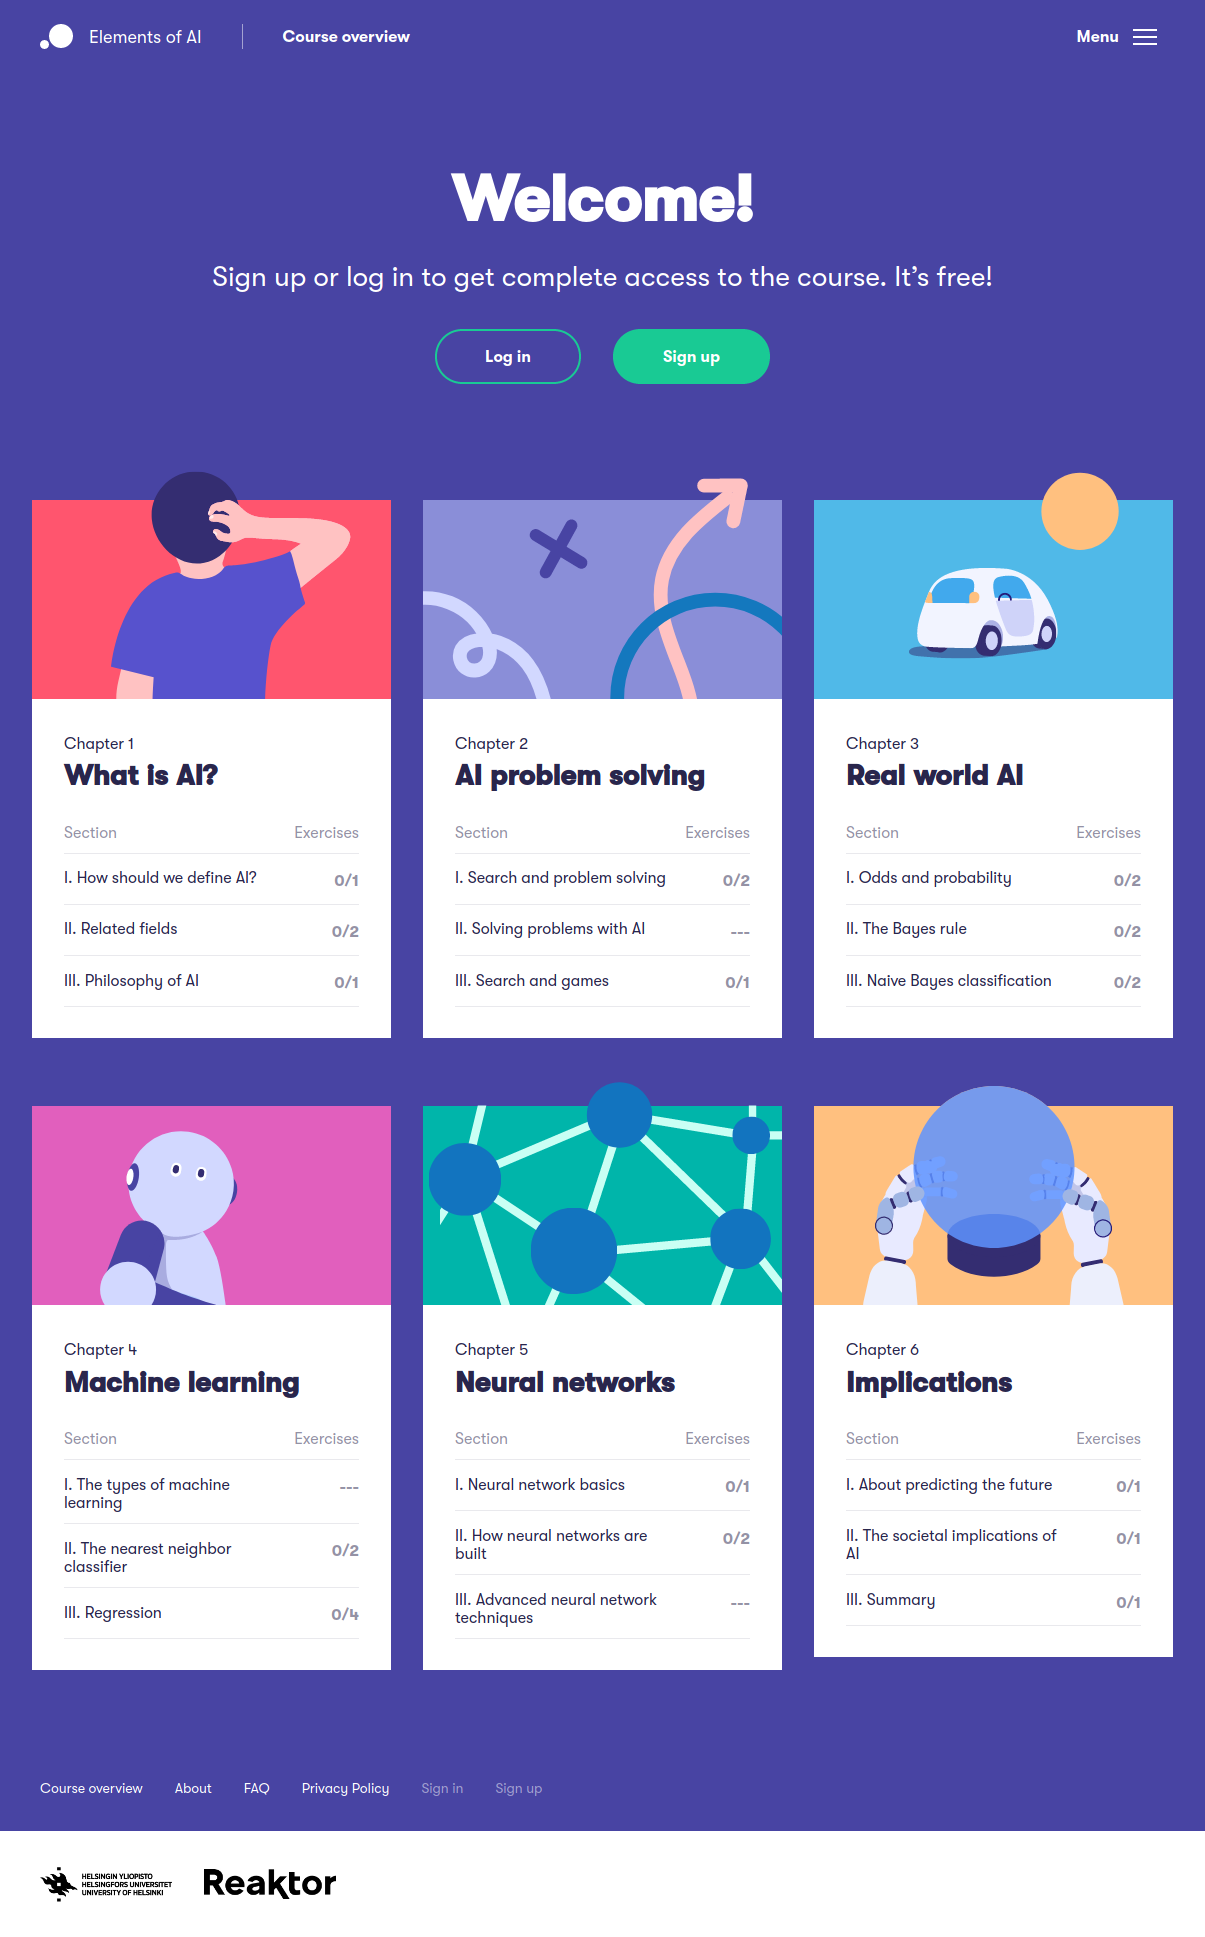 Elements of AI
Course overview
Menu
Welcome!
Sign up or log in to get complete access to the course. It’s free!
Log in
Sign up
Chapter 1
What is AI?
Section Exercises
I. How should we define AI? 0/1
II. Related fields 0/2
III. Philosophy of AI 0/1
Chapter 2
AI problem solving
Section Exercises
I. Search and problem solving 0/2
II. Solving problems with AI ---
III. Search and games 0/1
Chapter 3
Real world AI
Section Exercises
I. Odds and probability 0/2
II. The Bayes rule 0/2
III. Naive Bayes classification 0/2
Chapter 4
Machine learning
Section Exercises
I. The types of machine ---
learning
II. The nearest neighbor 0/2
classifier
III. Regression 0/4
Chapter 5
Neural networks
Section Exercises
I. Neural network basics 0/1
II. How neural networks are 0/2
built
III. Advanced neural network ---
techniques
Chapter 6
Implications
Section Exercises
I. About predicting the future 0/1
II. The societal implications of 0/1
AI
III. Summary 0/1
Course overview About FAQ Privacy Policy Sign in Sign up
HELSINGIN YLIOPISTO
HELSINGFORS UNIVERSITET
UNIVERSITY OF HELSINKI
Reaktor